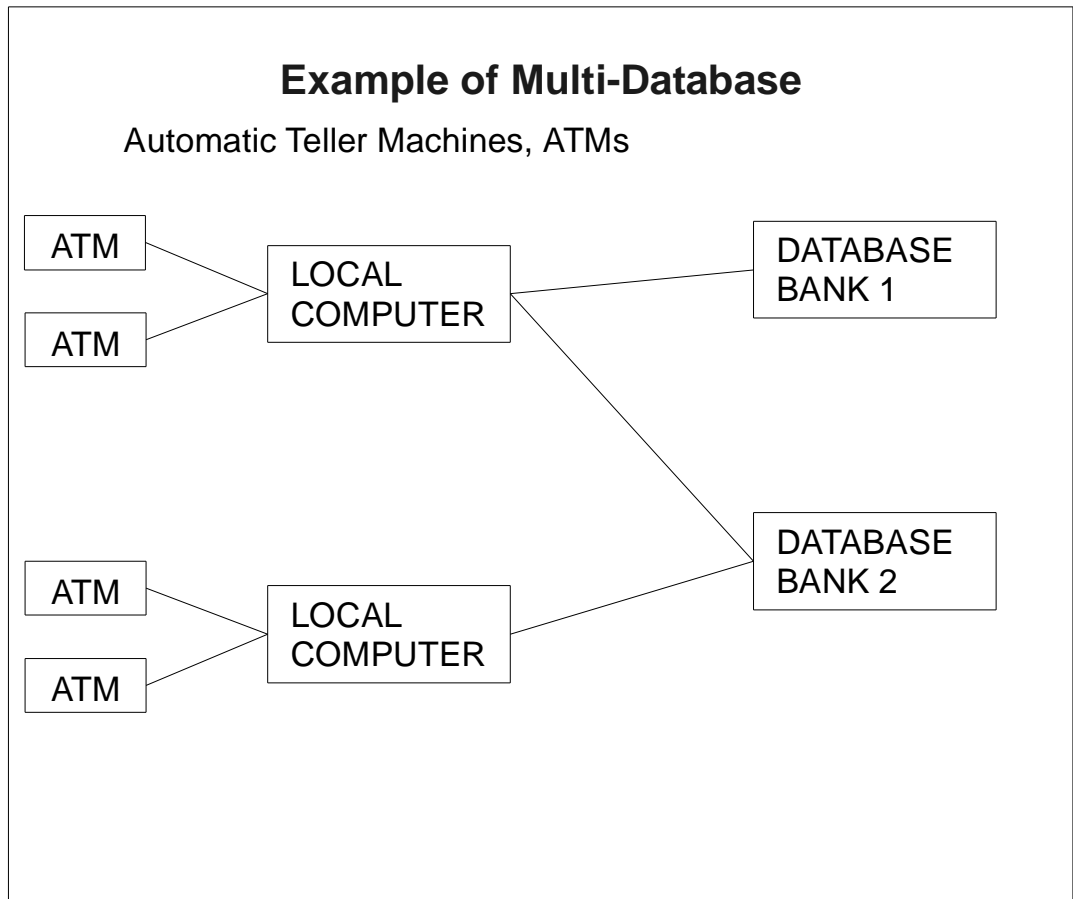 Example of Multi-Database
Automatic Teller Machines, ATMs
ATM
ATM
LOCAL
COMPUTER
DATABASE
BANK 1
ATM
ATM
LOCAL
COMPUTER
DATABASE
BANK 2